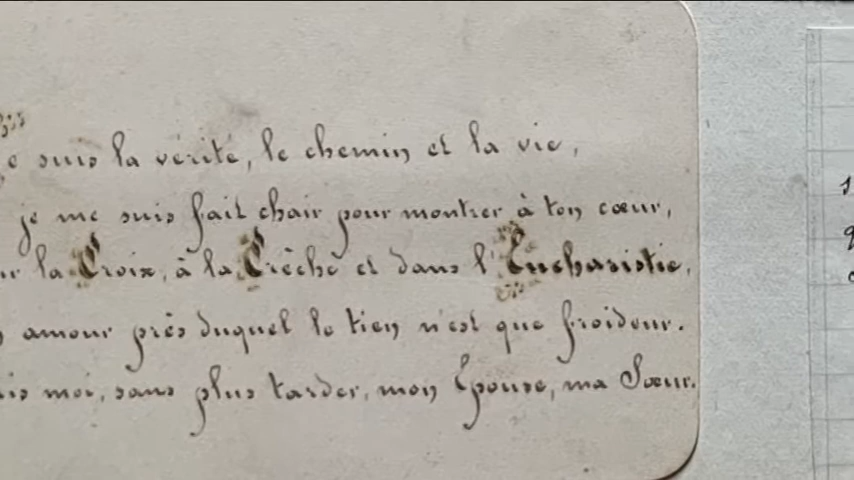 suis la vérité, le chemin et la vie,
je me suis fait chair pour montrer à ton cœur,
la Croix, à la Crèche et dans l'Eucharistie,
amour près duquel le tien n'est que froideur.
moi, sans plus tarder, mon Épouse, ma Sœur.